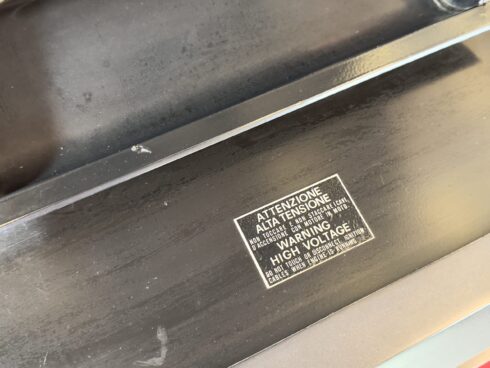 ATTENZIONE
ALTA TENSIONE
NON TOCCARE E NON STACCARE I CAVI
D'ACCENSIONE CON MOTORE IN MOTO.
WARNING
HIGH VOLTAGE
DO NOT TOUCH OR DISCONNECT IGNITION
CABLES WHEN ENGINE IS RUNNING